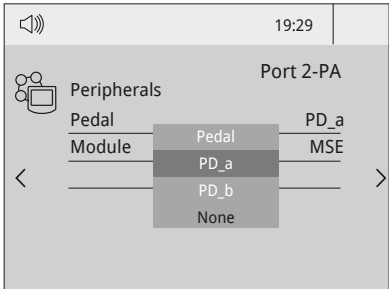 19:29
Port 2-PA
Peripherals
Pedal PD_a
Module MSE
Pedal
PD_a
PD_b
None